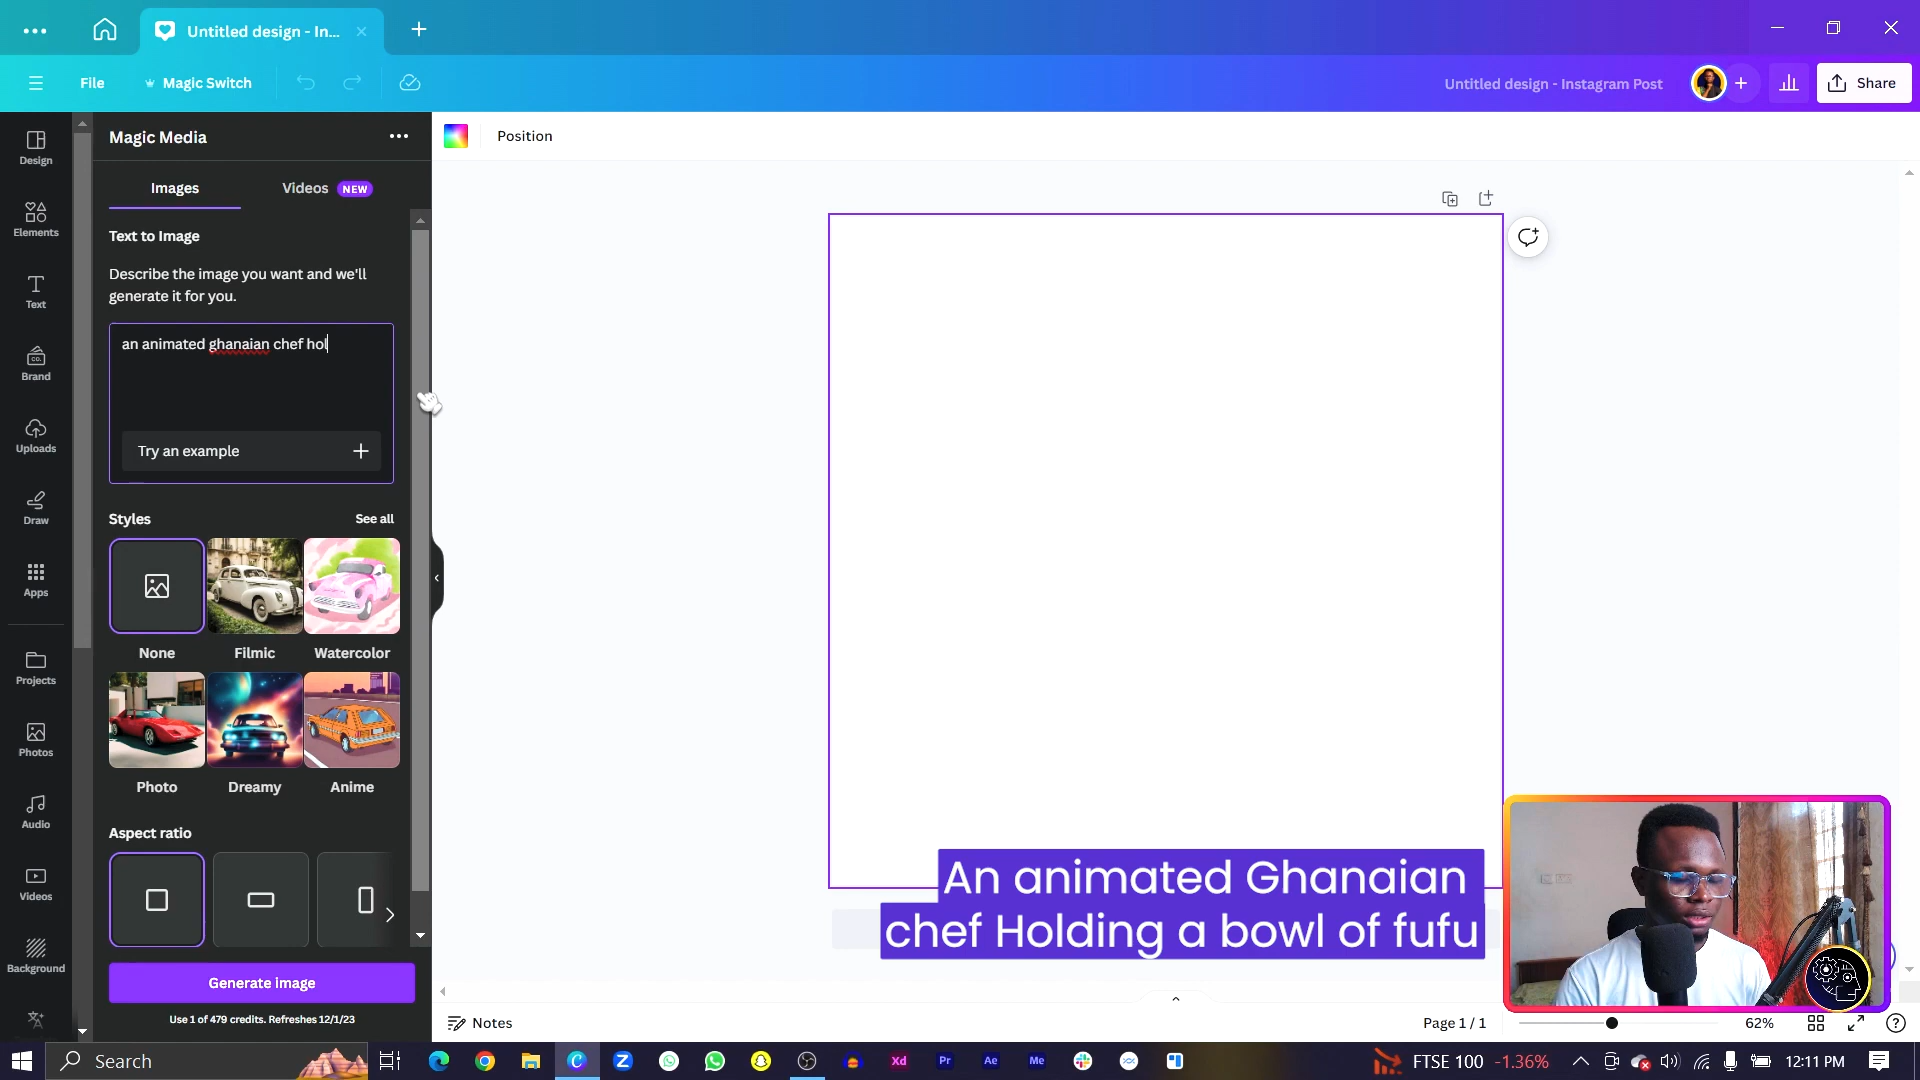 Untitled design - In...
File
Magic Switch
Untitled design - Instagram Post
Share
Design
Elements
Text
Brand
CO.
Uploads
Draw
Apps
Projects
Photos
Audio
Videos
Background
Magic Media
Images
Videos NEW
Text to Image
Describe the image you want and we'll
generate it for you.
an animated ghanaian chef hol
Try an example
Styles
See all
None
Filmic
Watercolor
Photo
Dreamy
Anime
Aspect ratio
Generate image
Use 1 of 479 credits. Refreshes 12/1/23
Position
An animated Ghanaian
chef Holding a bowl of fufu
Notes
Page 1 / 1
62%
Search
Xd
Pr
Ae
Me
FTSE 100 -1.36%
12:11 PM